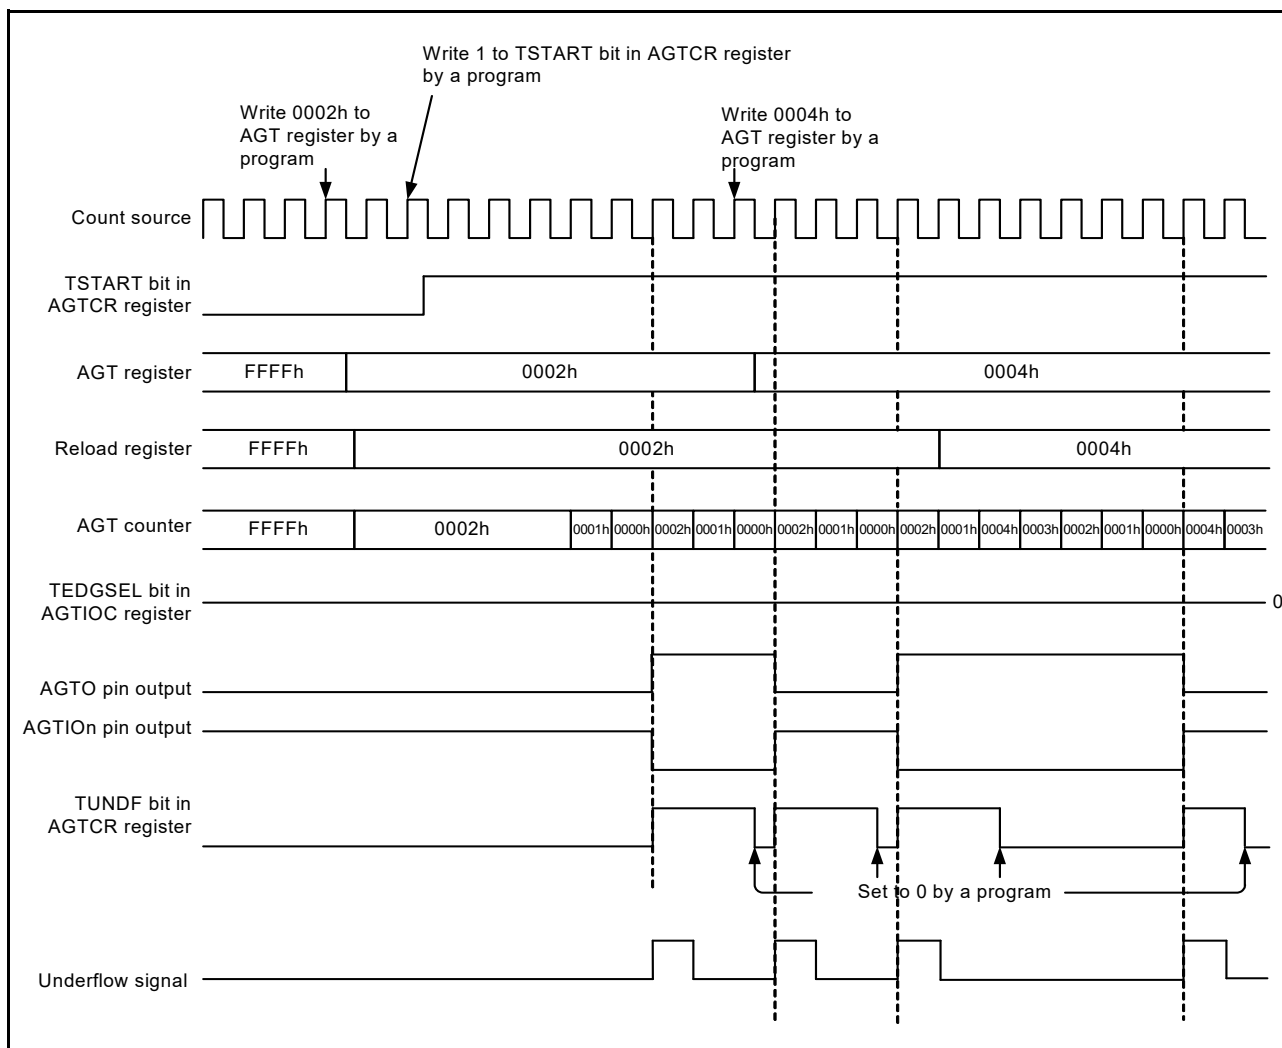 Write 1 to TSTART bit in AGTCR register
by a program
Write 0002h to
AGT register by a
program
Write 0004h to
AGT register by a
program
Count source
TSTART bit in
AGTCR register
AGT register
FFFFh
0002h
0004h
Reload register
FFFFh
0002h
0004h
AGT counter
FFFFh
0002h
0001h
0000h
0002h
0001h
0000h
0002h
0001h
0000h
0002h
0001h
0004h
0003h
0002h
0001h
0000h
0004h
0003h
TEDGSEL bit in
AGTIOC register
0
AGTO pin output
AGTIOn pin output
TUNDF bit in
AGTCR register
Set to 0 by a program
Underflow signal